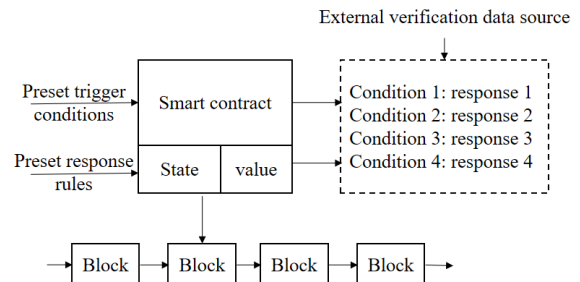 External verification data source
Preset trigger
conditions
Smart contract
Condition 1: response 1
Condition 2: response 2
Condition 3: response 3
Condition 4: response 4
Preset response
rules
State
value
Block
Block
Block
Block